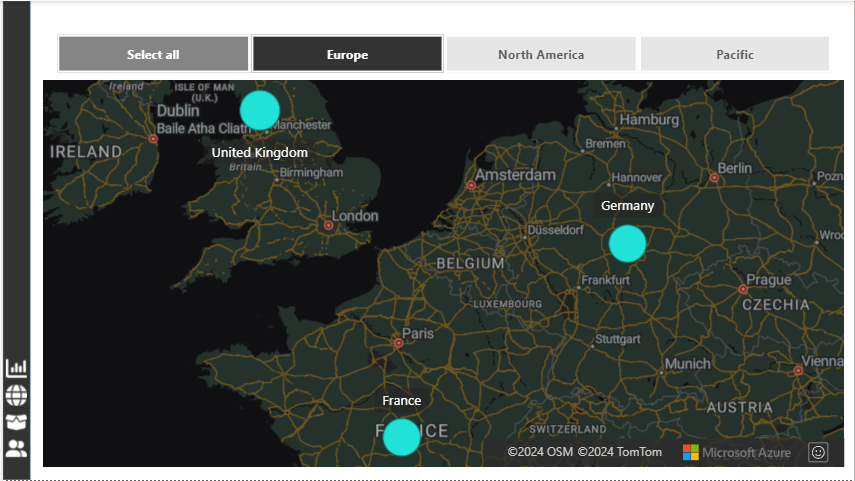 Select all
Europe
North America
Pacific
Ireland
ISLE OF MAN
(U.K.)
Dublin
Baile Atha Cliath
Manchester
Hamburg
IRELAND
United Kingdom
Bremen
Britain
Birmingham
Amsterdam
Hannover
Berlin
Pozn
London
Germany
Düsseldorf
Wroc
BELGIUM
Frankfurt
Prague
LUXEMBOURG
CZECHIA
Paris
Stuttgart
Munich
Vienna
France
AUSTRIA
SWITZERLAND
©2024 OSM ©2024 TomTom
Microsoft Azure